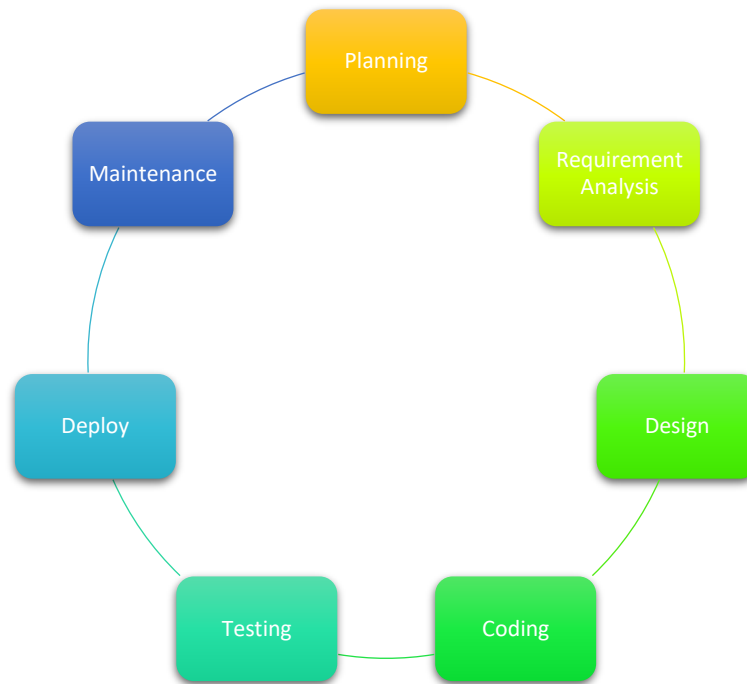 Planning
Requirement
Analysis
Design
Coding
Testing
Deploy
Maintenance